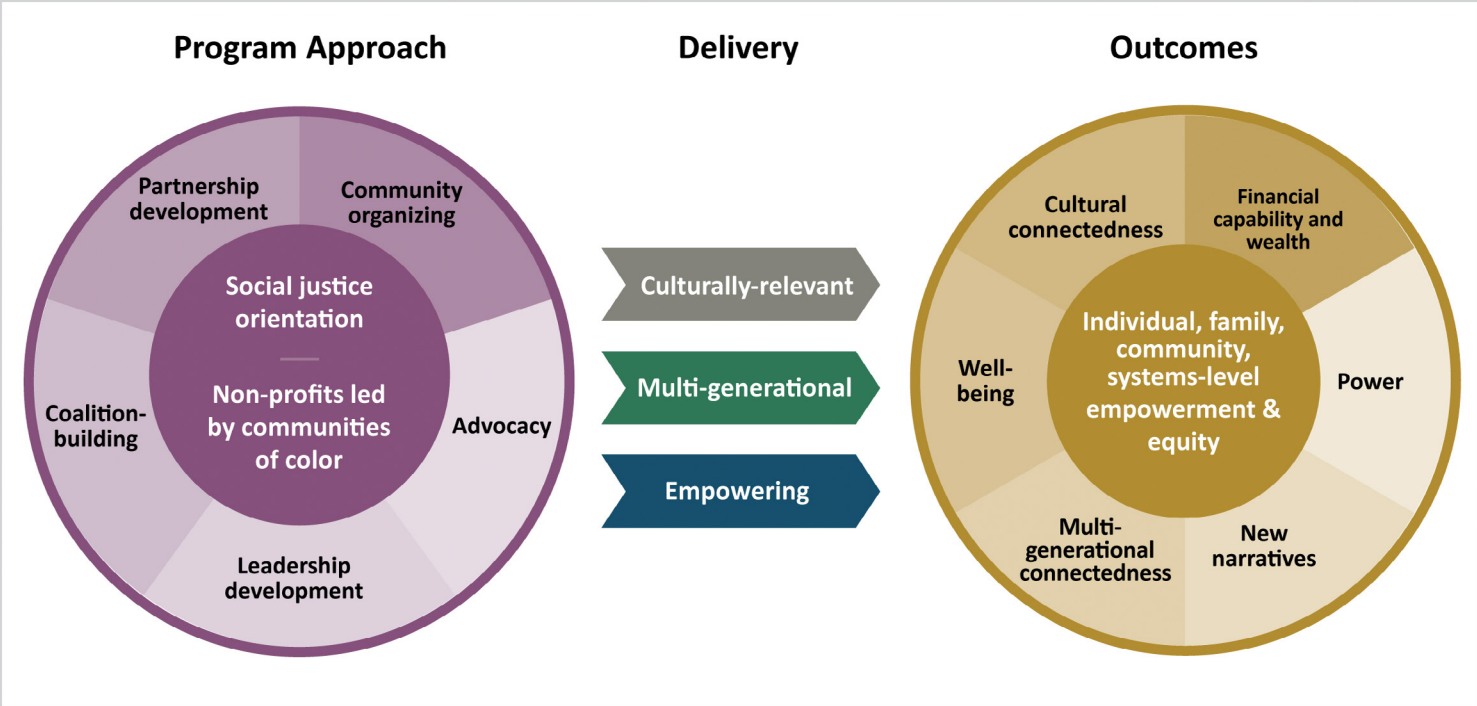 Program Approach
Delivery
Outcomes
Partnership
development
Community
organizing
Social justice
orientation
Non-profits led
by communities
of color
Coalition-
building
Advocacy
Leadership
development
Culturally-relevant
Multi-generational
Empowering
Cultural
connectedness
Financial
capability and
wealth
Individual, family,
community,
systems-level
empowerment &
equity
Well-
being
Power
Multi-
generational
connectedness
New
narratives